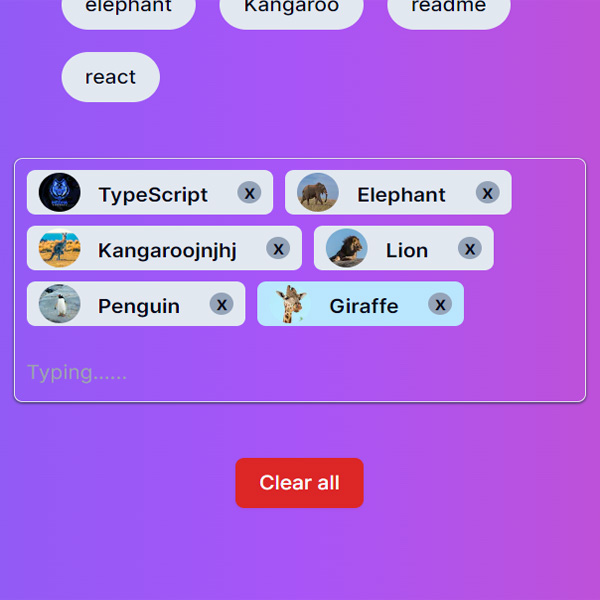 elephant Kangaroo readme
react
TypeScript x Elephant x
Kangaroojnjhj x Lion x
Penguin x Giraffe x
Typing......
Clear all